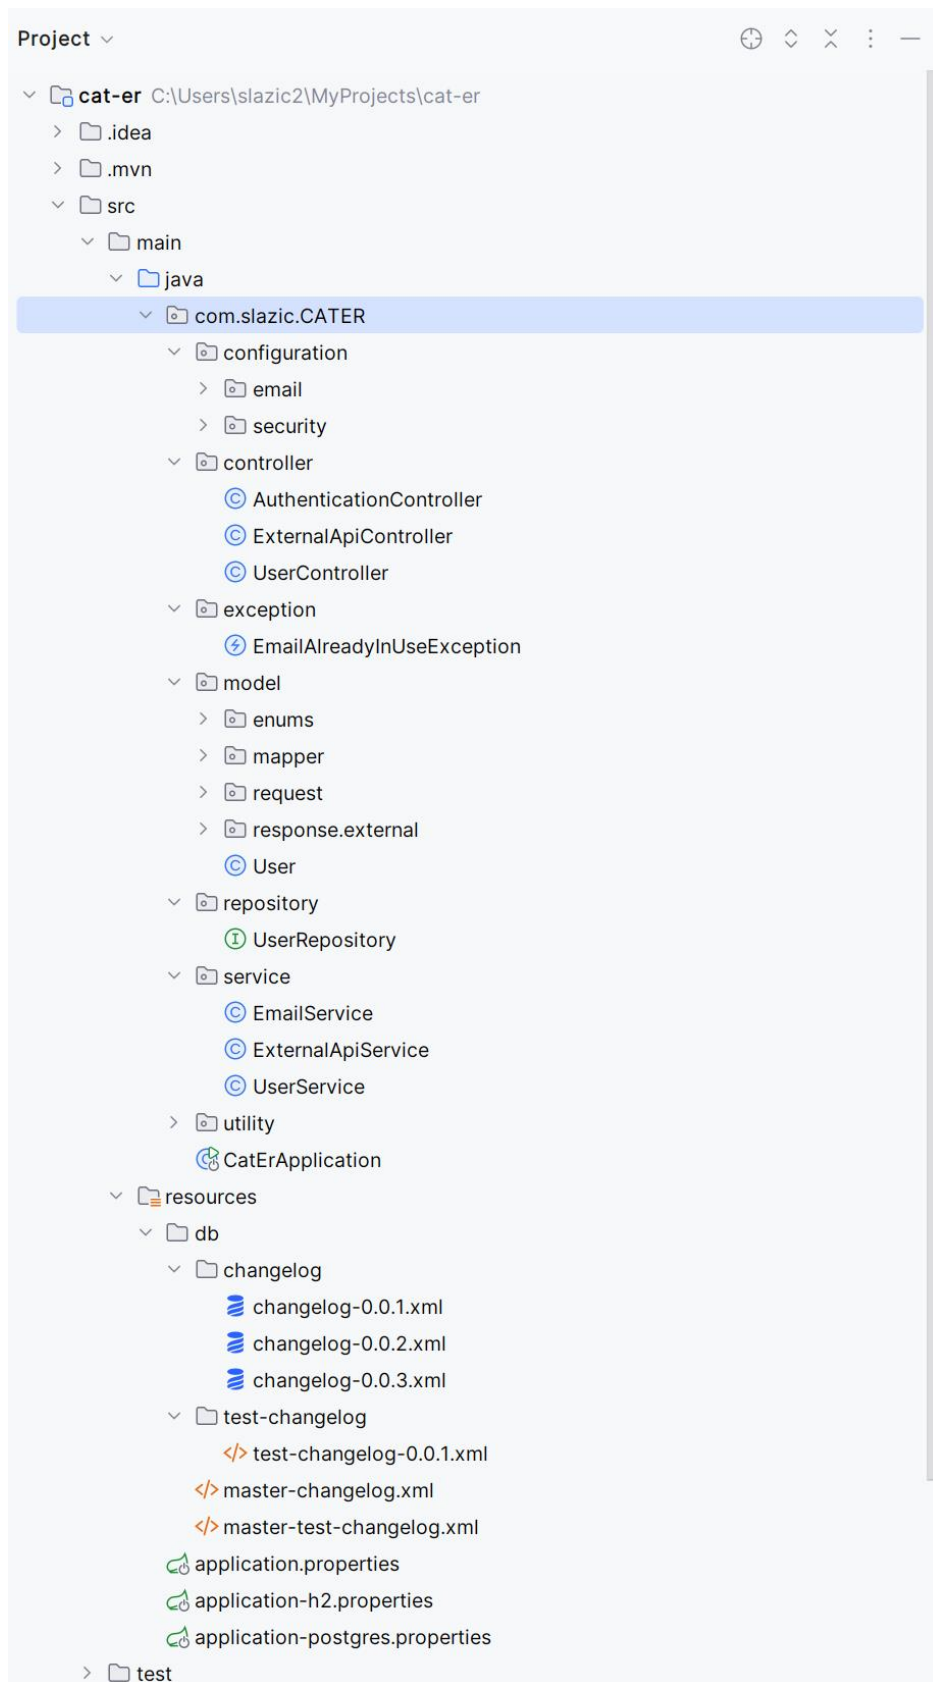 Project
cat-er C:\Users\slazic2\MyProjects\cat-er
.idea
.mvn
src
main
java
com.slazic.CATER
configuration
email
security
controller
AuthenticationController
ExternalApiController
UserController
exception
EmailAlreadyInUseException
model
enums
mapper
request
response.external
User
repository
UserRepository
service
EmailService
ExternalApiService
UserService
utility
CatErApplication
resources
db
changelog
changelog-0.0.1.xml
changelog-0.0.2.xml
changelog-0.0.3.xml
test-changelog
test-changelog-0.0.1.xml
master-changelog.xml
master-test-changelog.xml
application.properties
application-h2.properties
application-postgres.properties
test